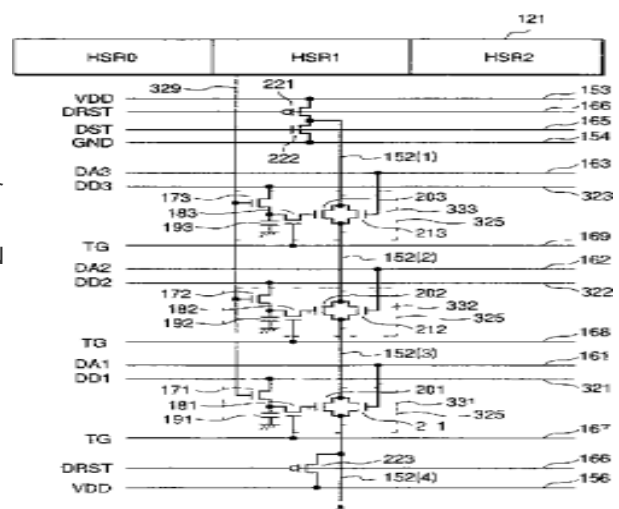 121
HSR0 HSR1 HSR2
329 221
VDD 153
DRST 166
DST 165
GND 154
222 152(1)
DA3 163
DD3 323
173 203
183 333
193 325
213
TG 169
152(2)
DA2 162
DD2 322
172 202
182 332
192 325
212
TG 168
152(3)
DA1 161
DD1 321
171 201
181 331
191 325
TG 167
DRST 223 166
VDD 152(4) 156